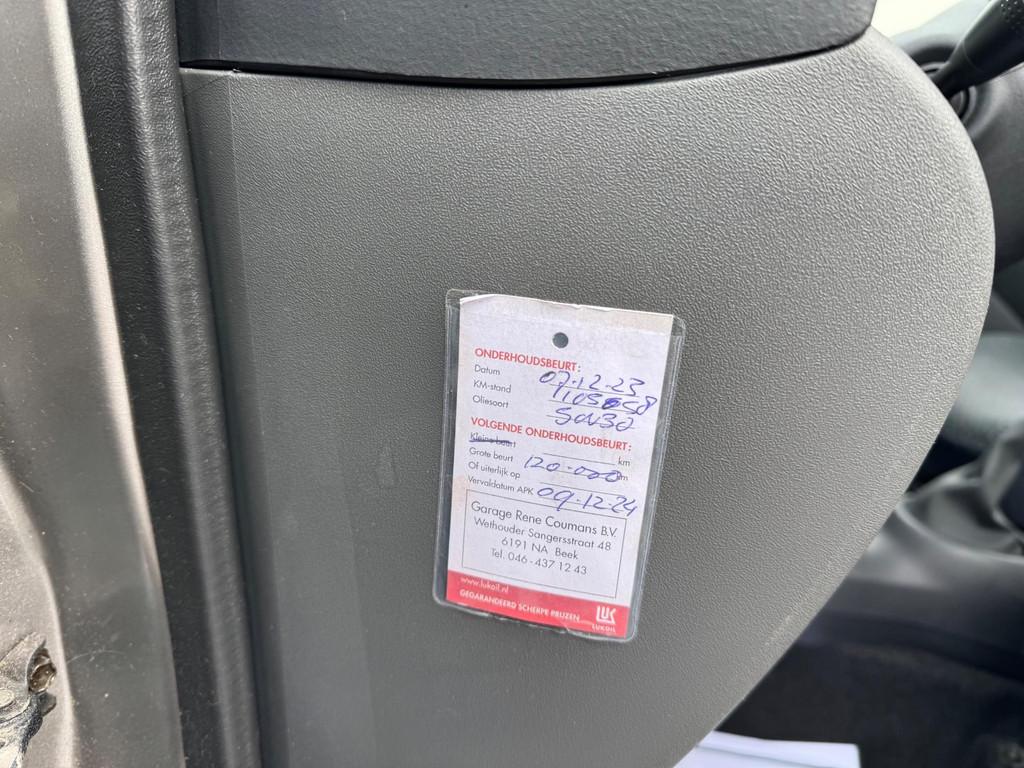 ONDERHOUDSBEURT:
Datum 07-12-23
KM-stand
Oliesoort 5W30
VOLGENDE ONDERHOUDSBEURT:
Kleine beurt km
Grote beurt 120.000 km
Of uiterlijk op
Vervaldatum APK 09-12-24
Garage Rene Coumans B.V.
Wethouder Sangersstraat 48
6191 NA Beek
Tel. 046 - 437 12 43
www.lukoil.nl
GEGARANDEERD SCHERPE PRIJZEN
LUK
LUKOIL